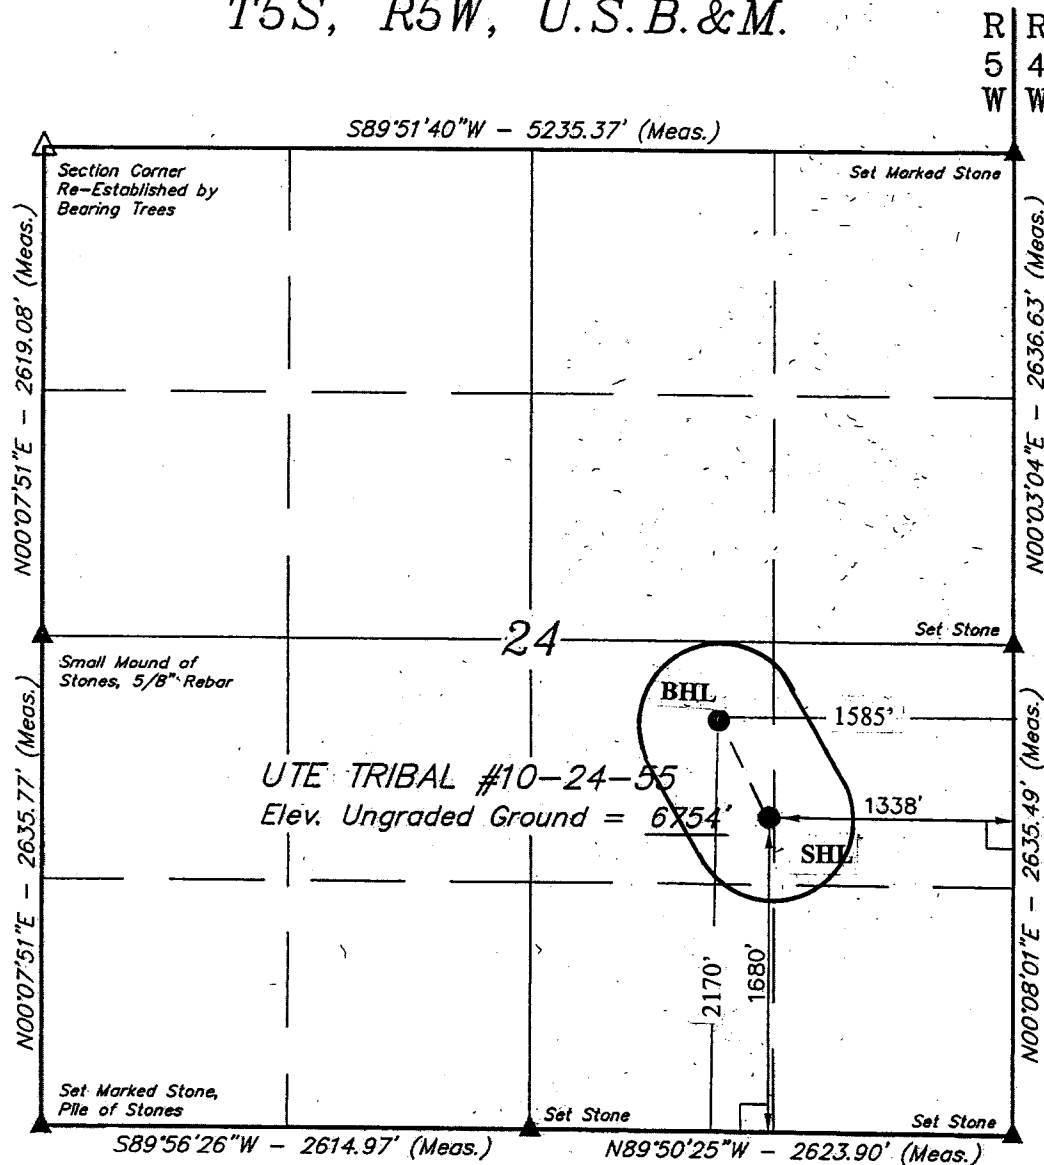 T5S, R5W, U.S.B.&M.
R R
5 4
W W
S89°51'40"W - 5235.37' (Meas.)
Section Corner
Re-Established by
Bearing Trees
Set Marked Stone
N00°07'51"E - 2619.08' (Meas.)
N00°03'04"E - 2636.63' (Meas.)
24
Set Stone
Small Mound of
Stones, 5/8" Rebar
BHL
1585'
UTE TRIBAL #10-24-55
Elev. Ungraded Ground = 6754'
1338'
SHL
N00°07'51"E - 2635.77' (Meas.)
N00°08'01"E - 2635.49' (Meas.)
2170'
1680'
Set Marked Stone,
Pile of Stones
Set Stone
Set Stone
S89°56'26"W - 2614.97' (Meas.)
N89°50'25"W - 2623.90' (Meas.)